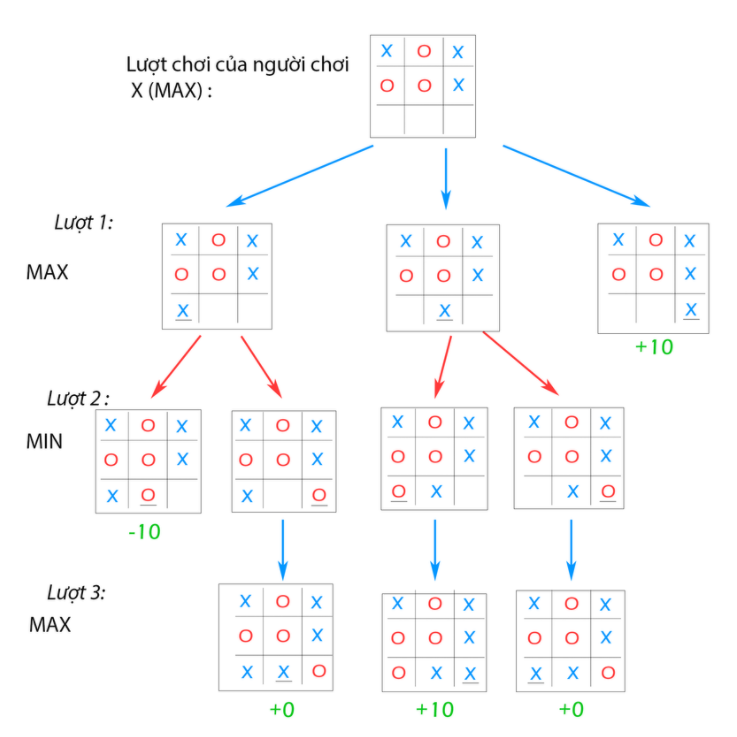 Lượt chơi của người chơi
X (MAX) :
X O X
O O X
Lượt 1:
MAX
X O X
O O X
X
X O X
O O X
X
X O X
O O X
X
+10
Lượt 2 :
MIN
X O X
O O X
X O
-10
X O X
O O X
X O
X O X
O O X
O X
X O X
O O X
X O
Lượt 3:
MAX
X O X
O O X
X X O
+0
X O X
O O X
O X X
+10
X O X
O O X
X X O
+0